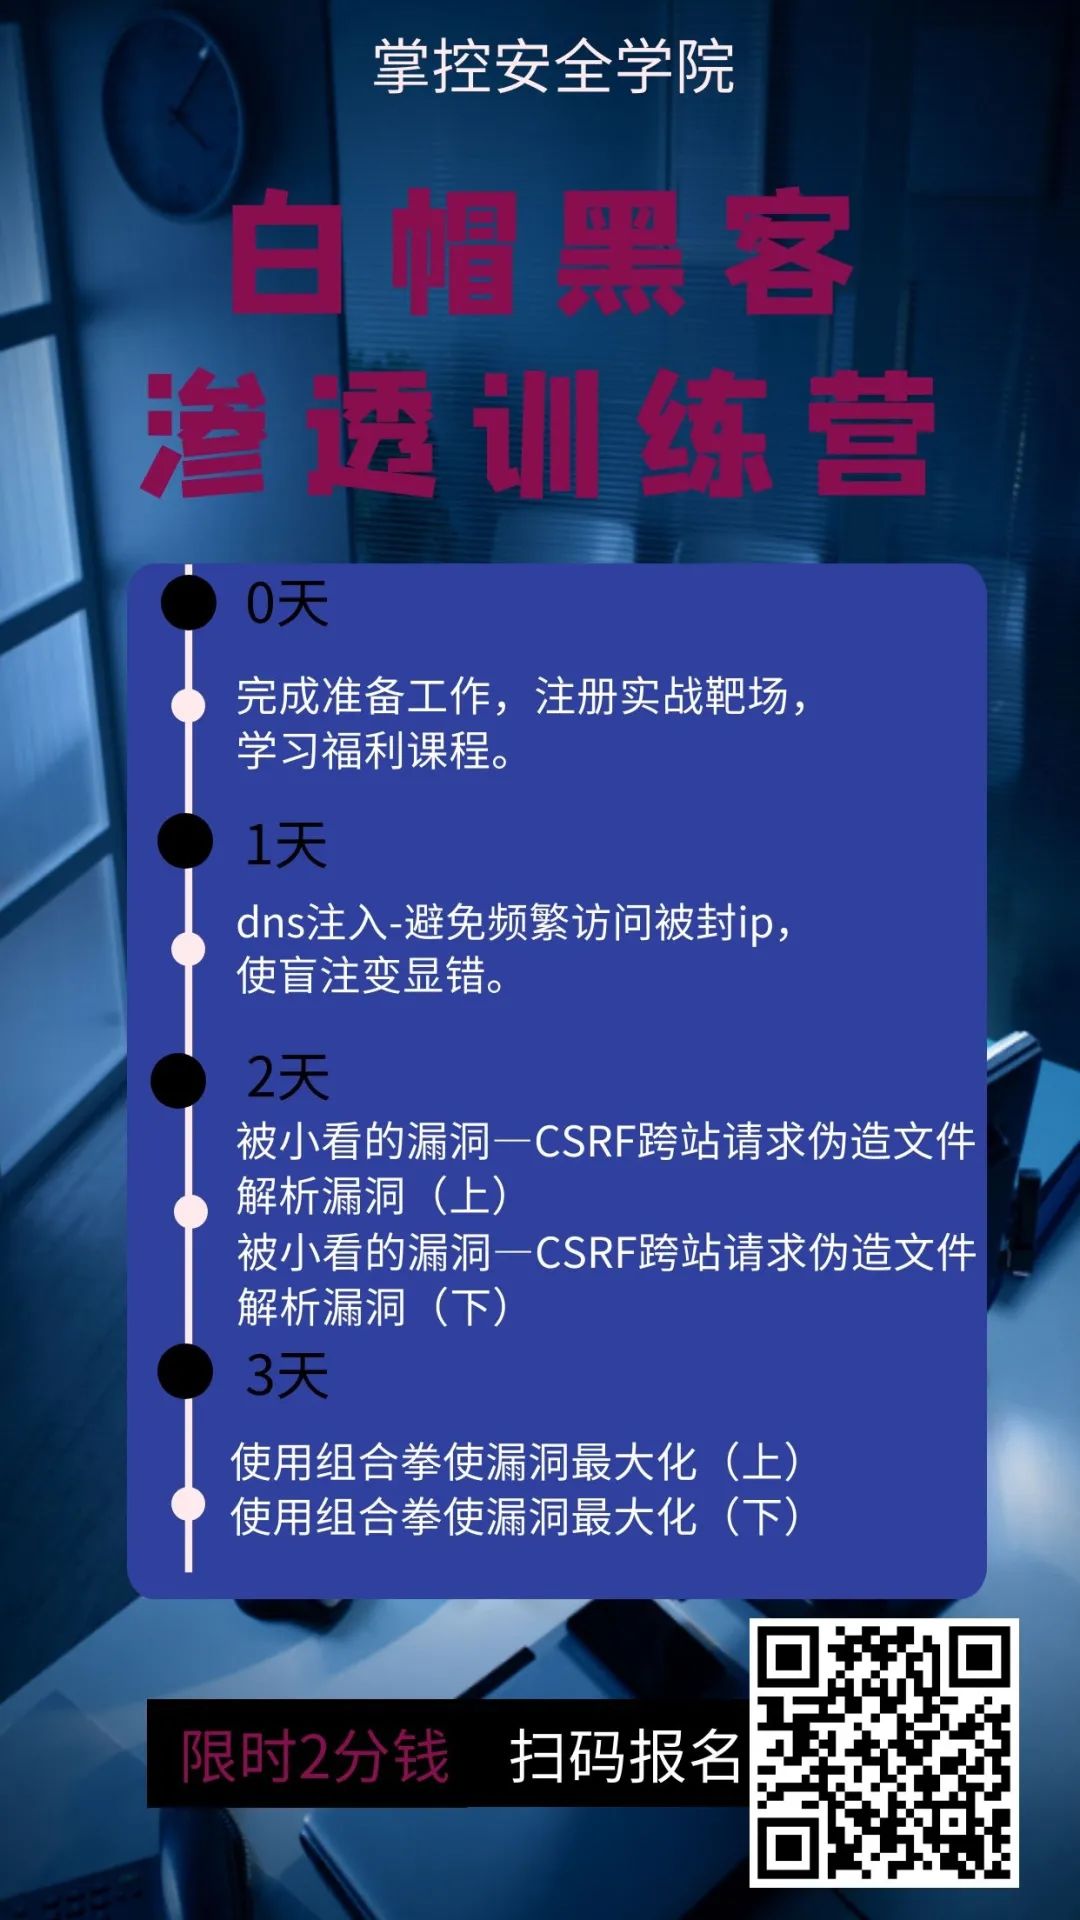 掌控安全学院
白帽黑客
渗透训练营
0天
完成准备工作，注册实战靶场，
学习福利课程。
1天
dns注入-避免频繁访问被封ip，
使盲注变显错。
2天
被小看的漏洞—CSRF跨站请求伪造文件
解析漏洞（上）
被小看的漏洞—CSRF跨站请求伪造文件
解析漏洞（下）
3天
使用组合拳使漏洞最大化（上）
使用组合拳使漏洞最大化（下）
限时2分钱 扫码报名